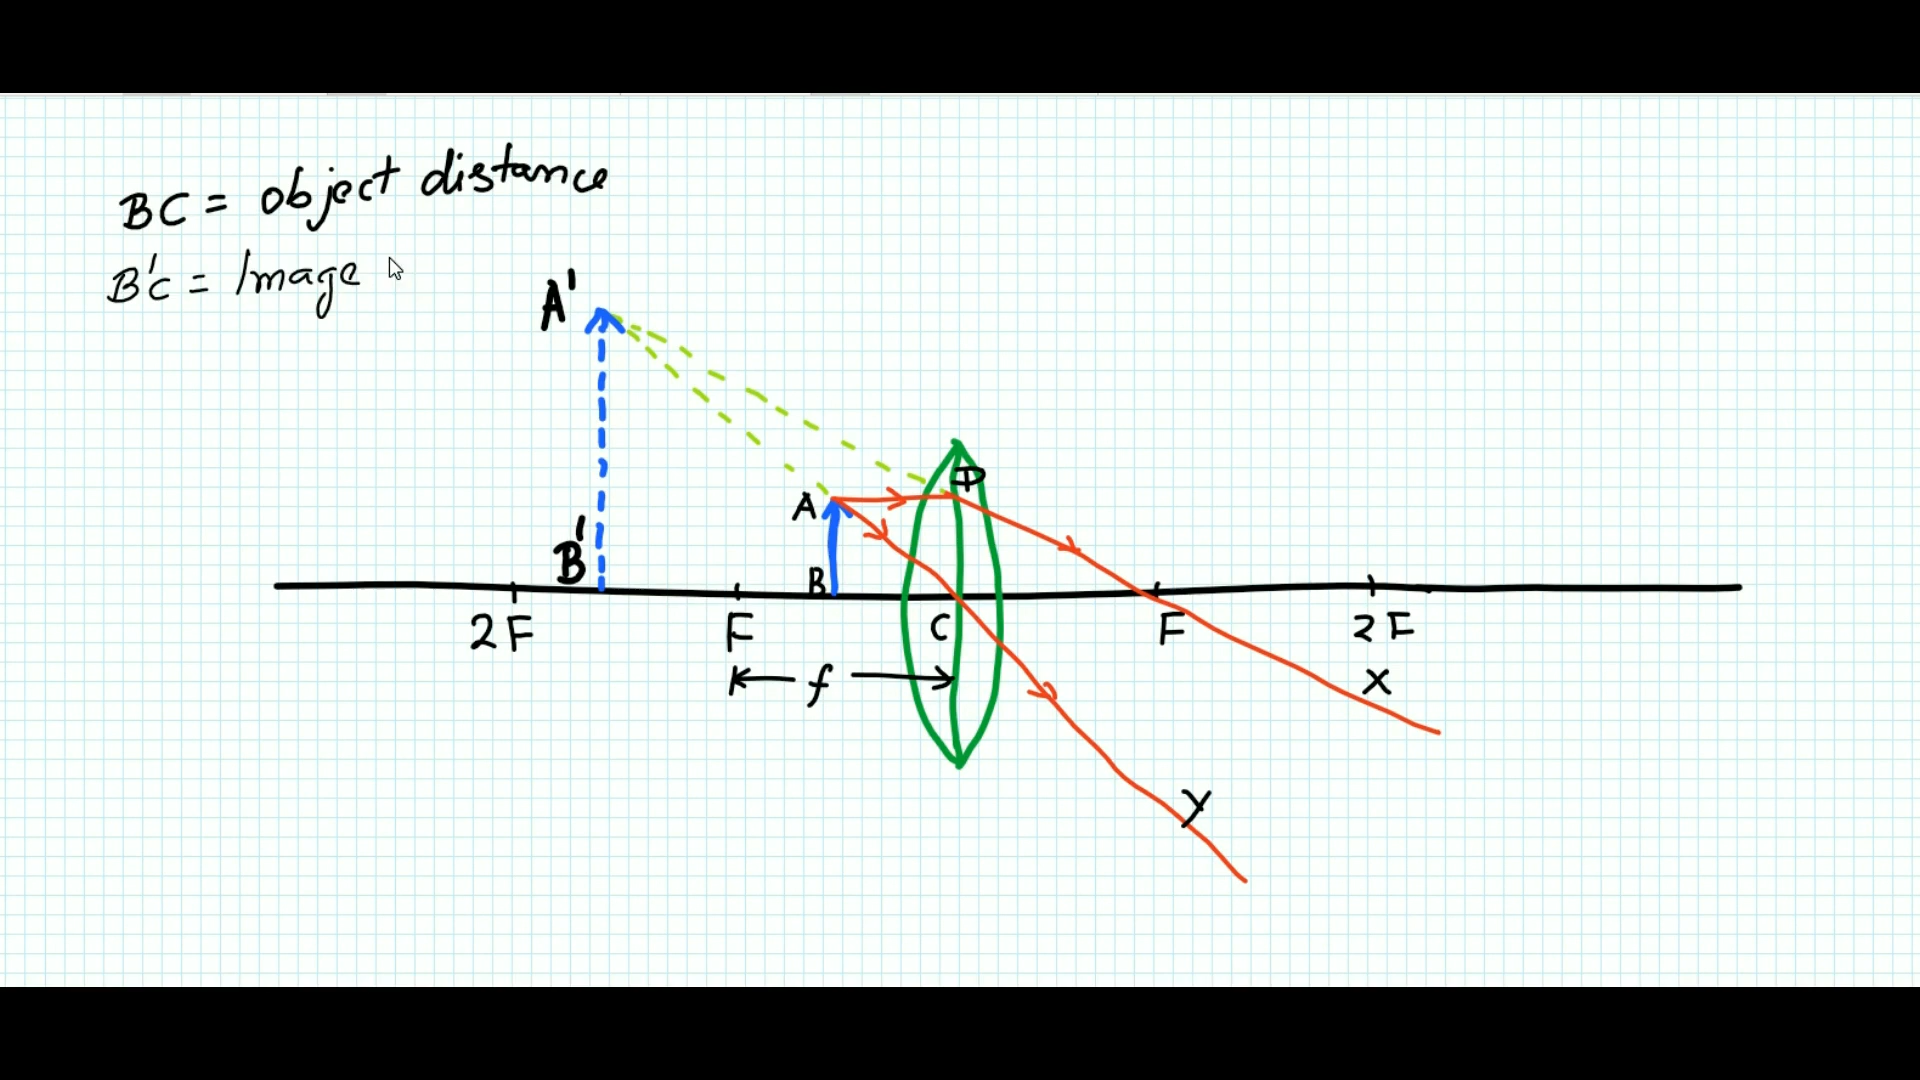 BC = object distance
B'C = Image
A'
D
A
B'
B
2F
F
C
F
2F
f
X
Y